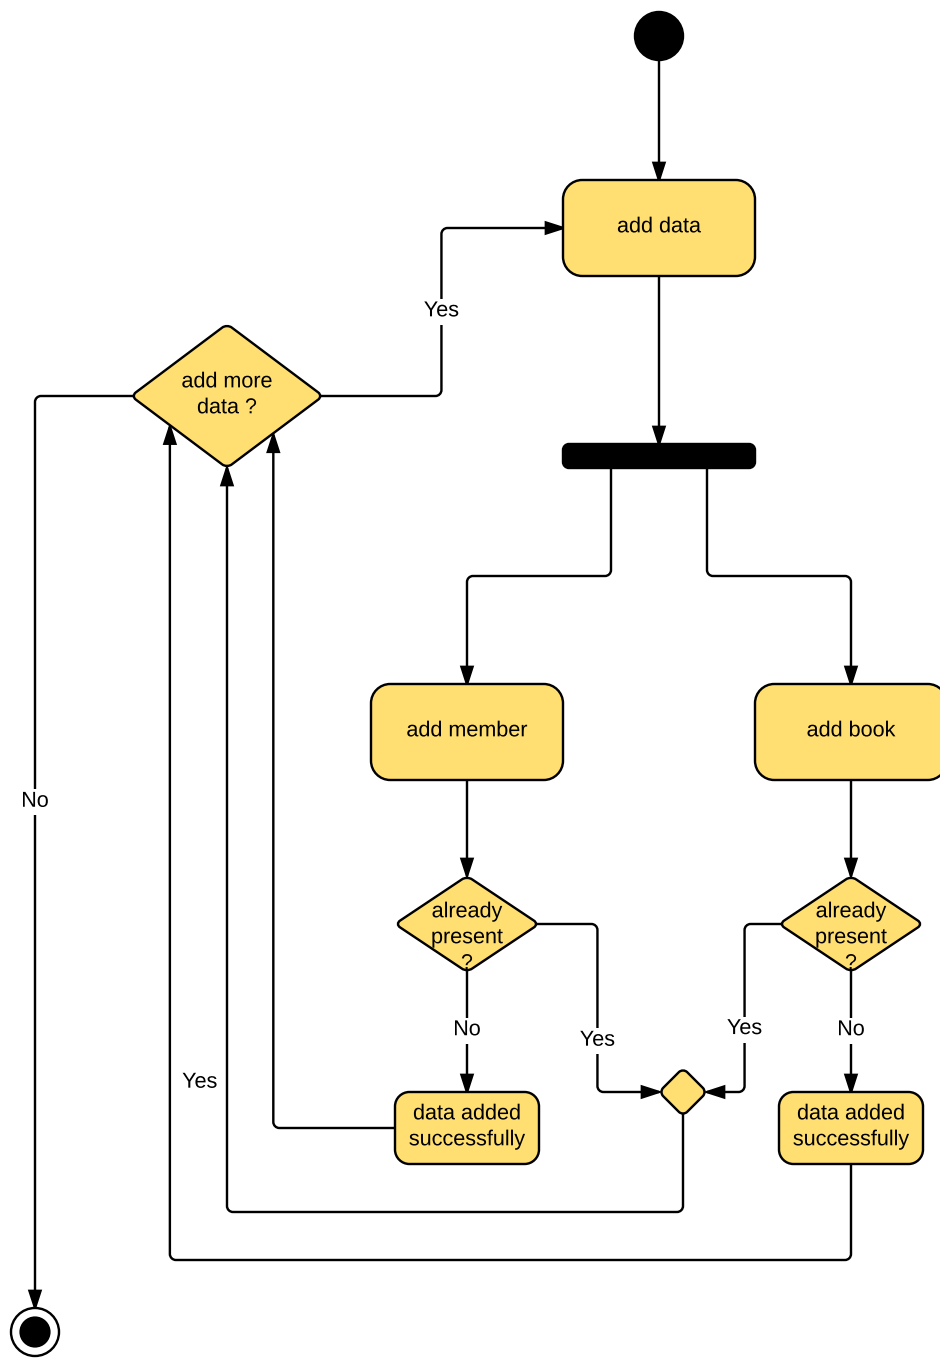 add data
Yes
add more
data ?
add member
add book
No
already
present
?
already
present
?
No
Yes
Yes
No
Yes
data added
successfully
data added
successfully